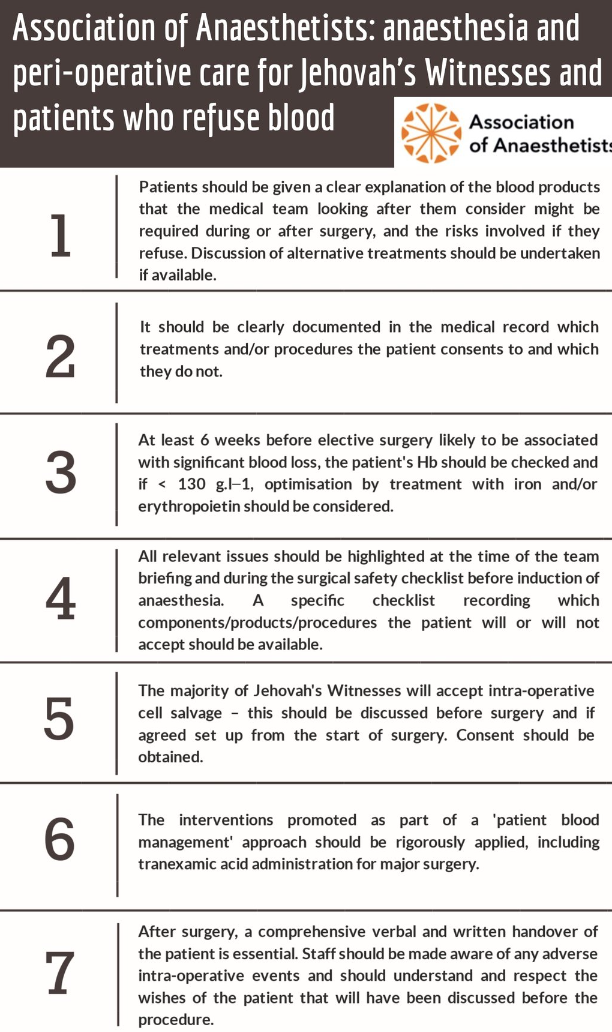 Association of Anaesthetists: anaesthesia and
peri-operative care for Jehovah's Witnesses and
patients who refuse blood
Association
of Anaesthetists
1
Patients should be given a clear explanation of the blood products
that the medical team looking after them consider might be
required during or after surgery, and the risks involved if they
refuse. Discussion of alternative treatments should be undertaken
if available.
2
It should be clearly documented in the medical record which
treatments and/or procedures the patient consents to and which
they do not.
3
At least 6 weeks before elective surgery likely to be associated
with significant blood loss, the patient's Hb should be checked and
if < 130 g.l−1, optimisation by treatment with iron and/or
erythropoietin should be considered.
4
All relevant issues should be highlighted at the time of the team
briefing and during the surgical safety checklist before induction of
anaesthesia. A specific checklist recording which
components/products/procedures the patient will or will not
accept should be available.
5
The majority of Jehovah's Witnesses will accept intra-operative
cell salvage – this should be discussed before surgery and if
agreed set up from the start of surgery. Consent should be
obtained.
6
The interventions promoted as part of a 'patient blood
management' approach should be rigorously applied, including
tranexamic acid administration for major surgery.
7
After surgery, a comprehensive verbal and written handover of
the patient is essential. Staff should be made aware of any adverse
intra-operative events and should understand and respect the
wishes of the patient that will have been discussed before the
procedure.